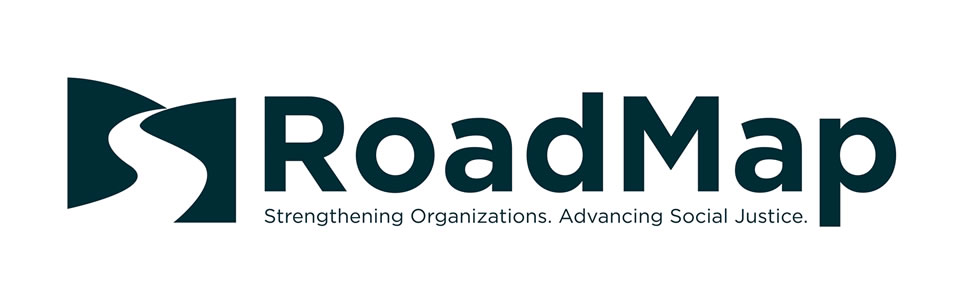 RoadMap
Strengthening Organizations. Advancing Social Justice.